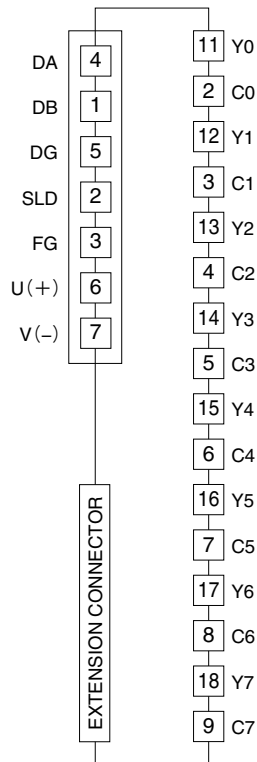 DA 4
DB 1
DG 5
SLD 2
FG 3
U(+) 6
V(−) 7
EXTENSION CONNECTOR
11 Y0
2 C0
12 Y1
3 C1
13 Y2
4 C2
14 Y3
5 C3
15 Y4
6 C4
16 Y5
7 C5
17 Y6
8 C6
18 Y7
9 C7